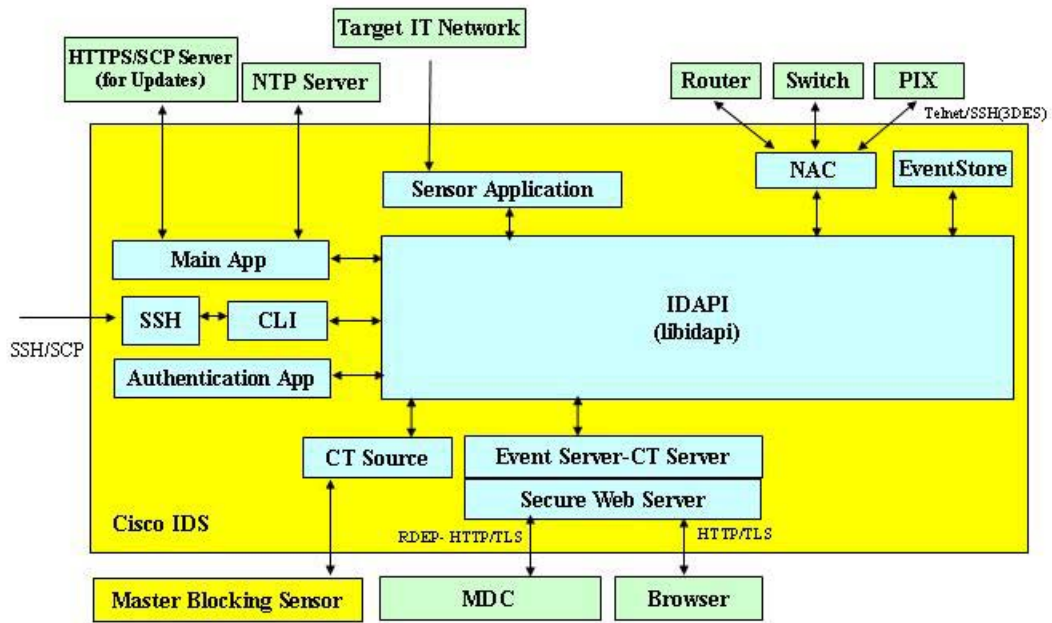 Target IT Network
HTTPS/SCP Server
(for Updates)
NTP Server
Router
Switch
PIX
Telnet/SSH(3DES)
NAC
EventStore
Sensor Application
Main App
IDAPI
(libidapi)
SSH
CLI
SSH/SCP
Authentication App
CT Source
Event Server-CT Server
Secure Web Server
Cisco IDS
RDEP- HTTP/TLS
HTTP/TLS
Master Blocking Sensor
MDC
Browser